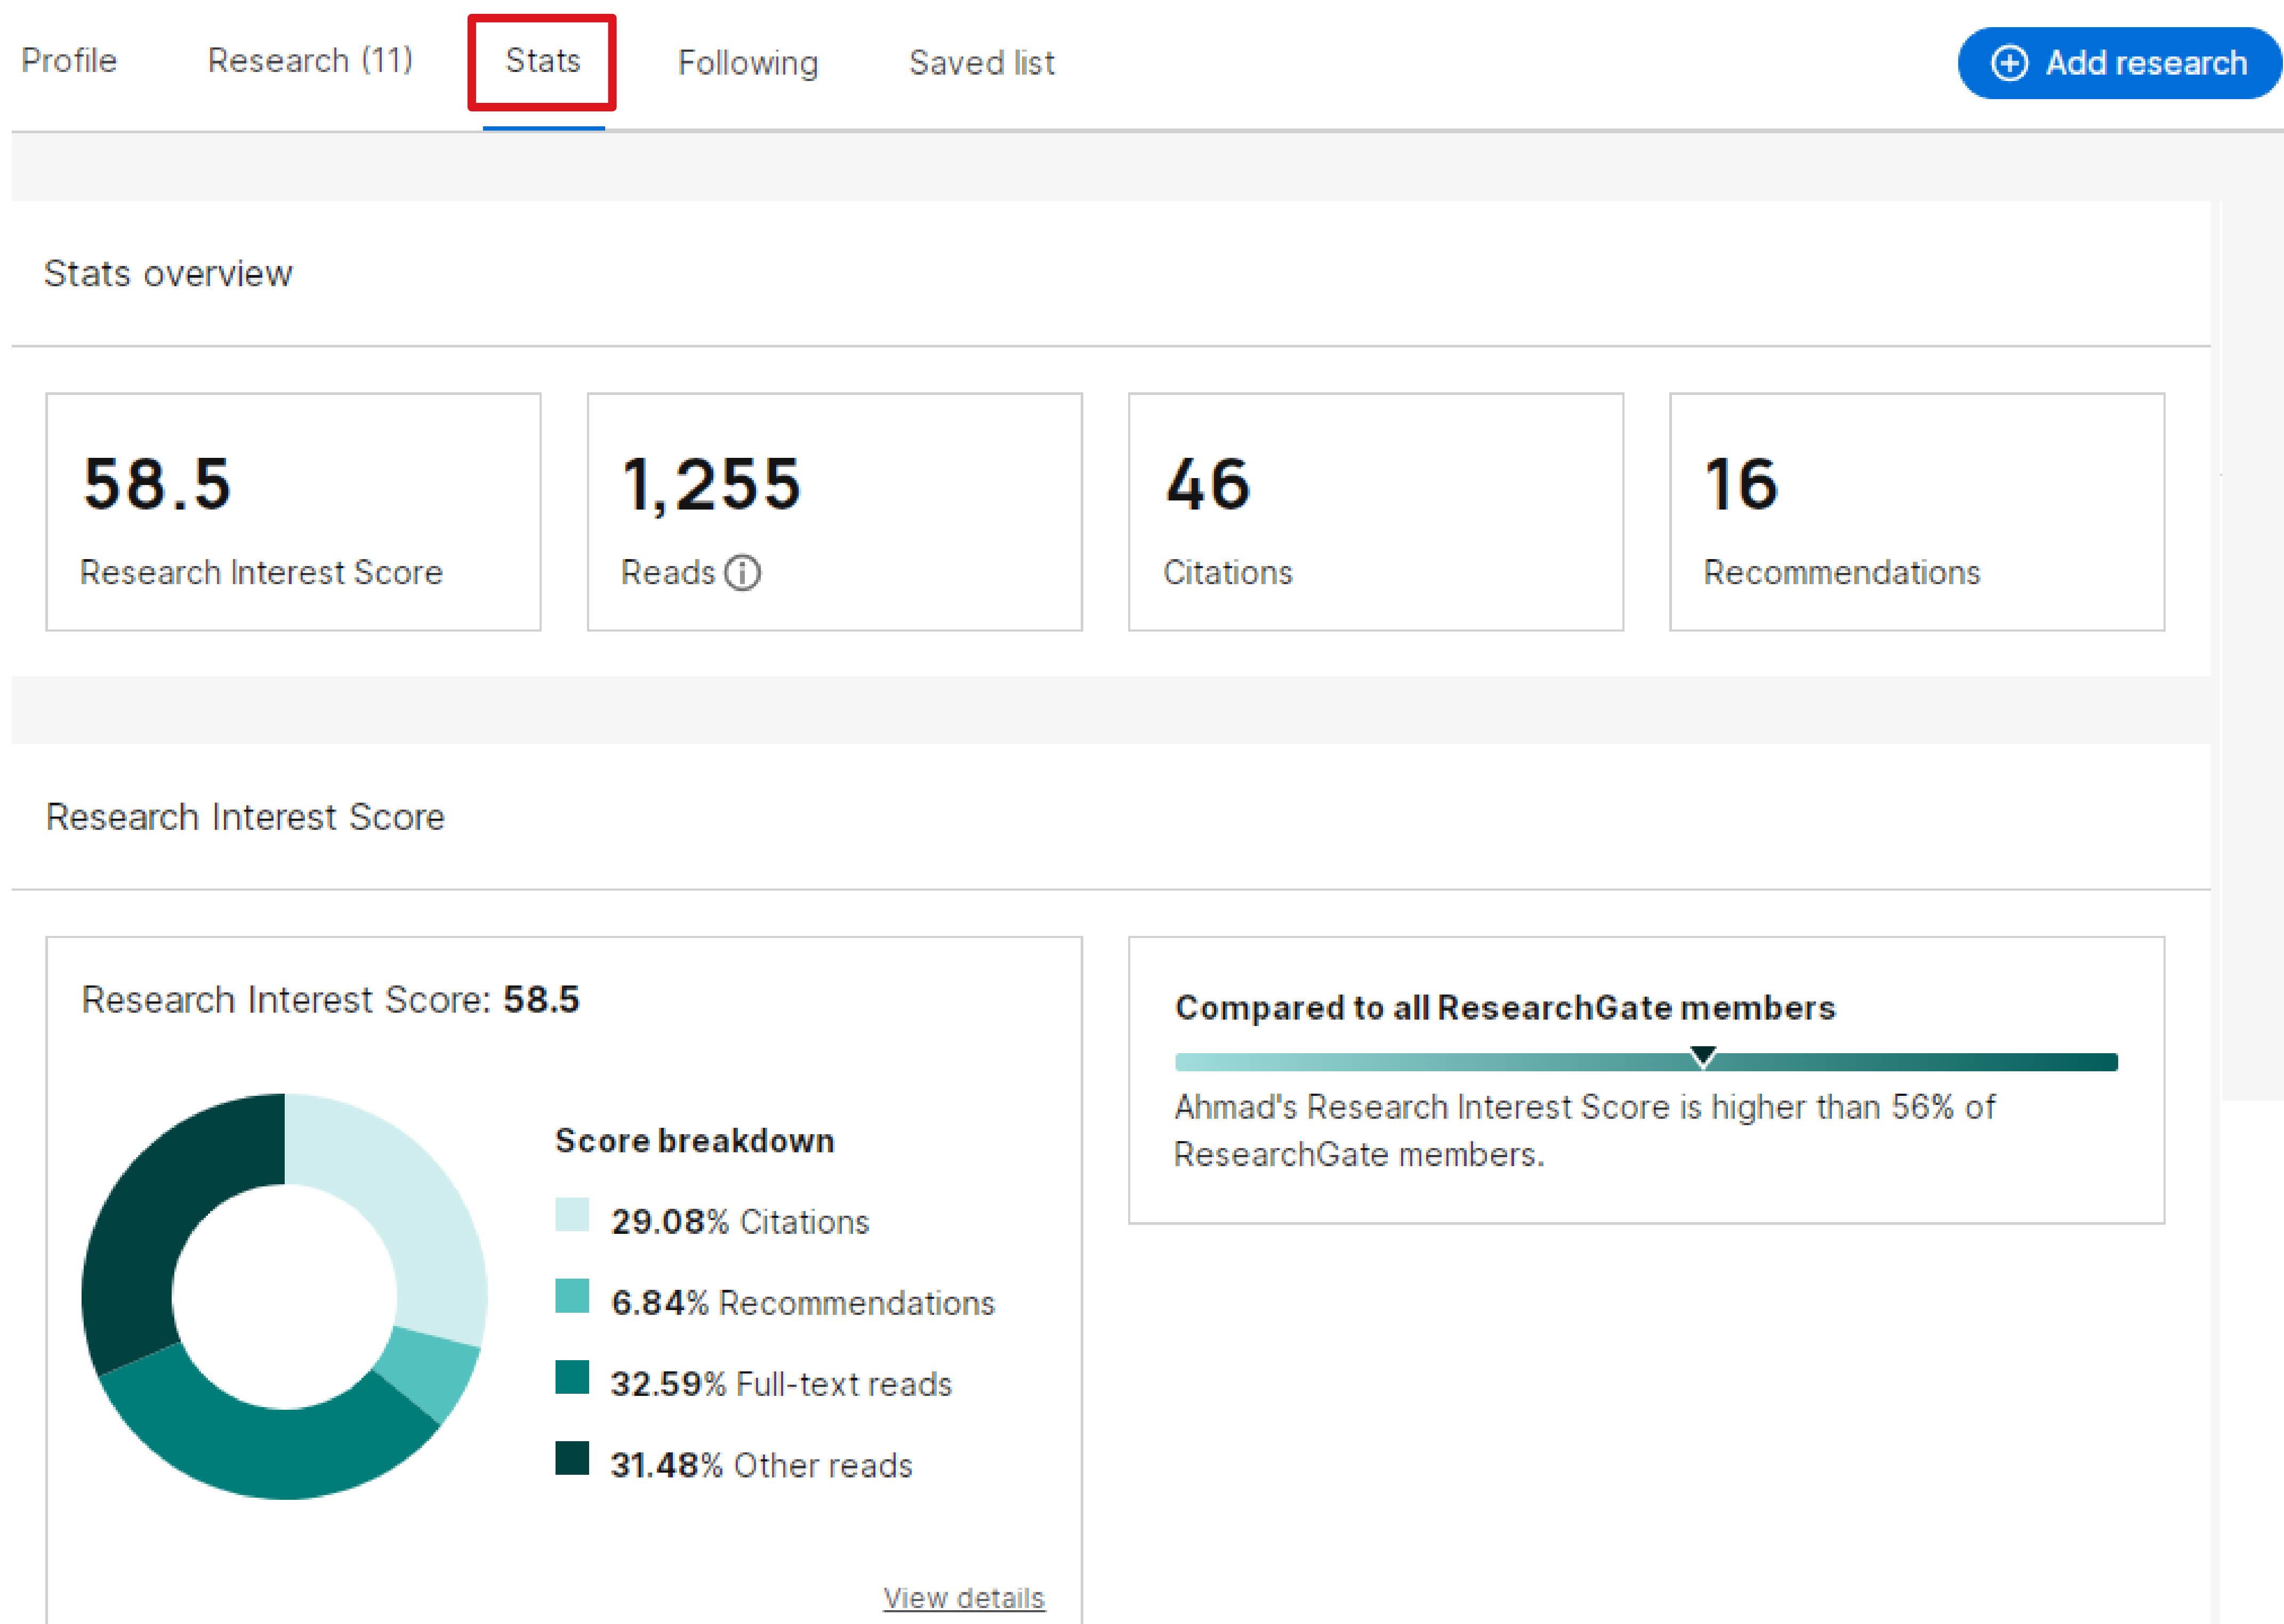 Profile
Research (11)
Stats
Following
Saved list
Add research
Stats overview
58.5
Research Interest Score
1,255
Reads
46
Citations
16
Recommendations
Research Interest Score
Research Interest Score: 58.5
Score breakdown
29.08% Citations
6.84% Recommendations
32.59% Full-text reads
31.48% Other reads
View details
Compared to all ResearchGate members
Ahmad's Research Interest Score is higher than 56% of
ResearchGate members.